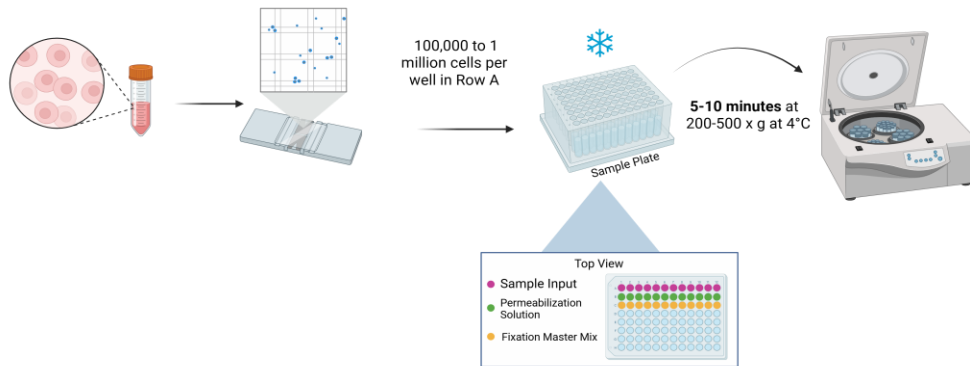 100,000 to 1
million cells per
well in Row A
5-10 minutes at
200-500 x g at 4°C
Sample Plate
Top View
Sample Input
Permeabilization
Solution
Fixation Master Mix